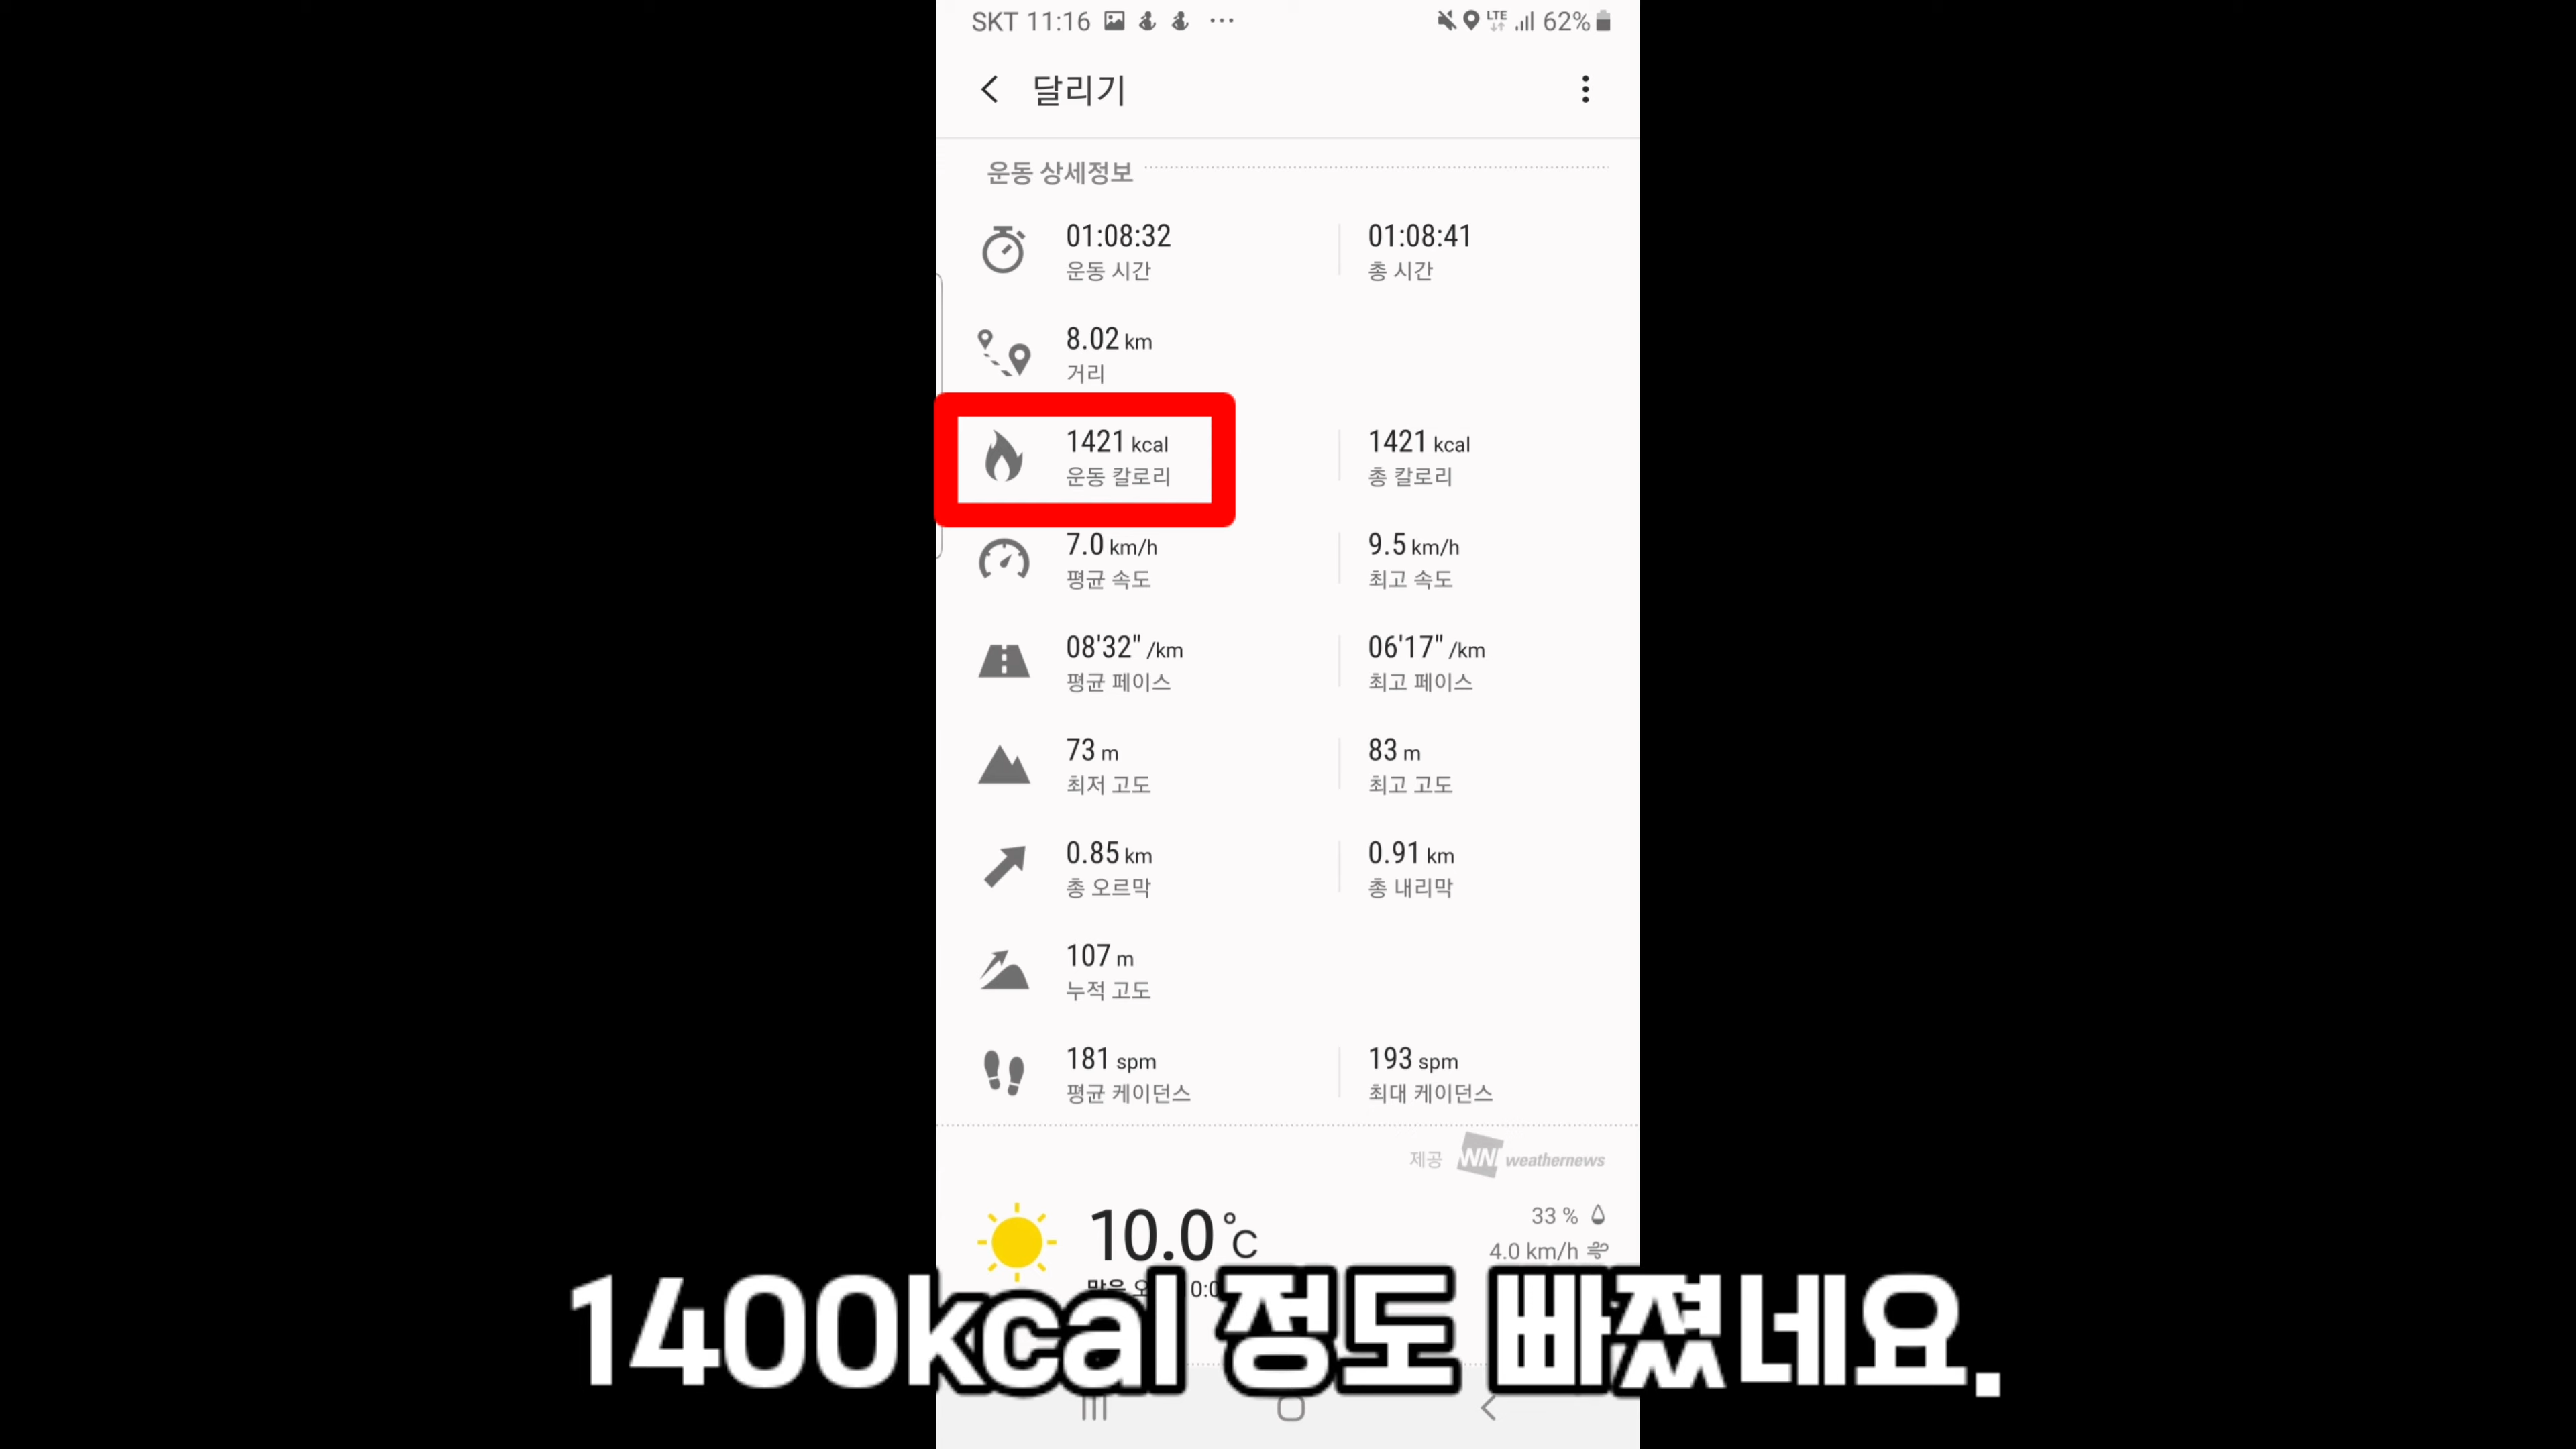 SKT 11:16 LTE 62%
달리기
운동 상세정보
01:08:32 01:08:41
운동 시간 총 시간
8.02 km
거리
1421 kcal 1421 kcal
운동 칼로리 총 칼로리
7.0 km/h 9.5 km/h
평균 속도 최고 속도
08'32" /km 06'17" /km
평균 페이스 최고 페이스
73 m 83 m
최저 고도 최고 고도
0.85 km 0.91 km
총 오르막 총 내리막
107 m
누적 고도
181 spm 193 spm
평균 케이던스 최대 케이던스
제공 WN weathernews
10.0°C 33 %
4.0 km/h
1400kcal 정도 빠졌네요.